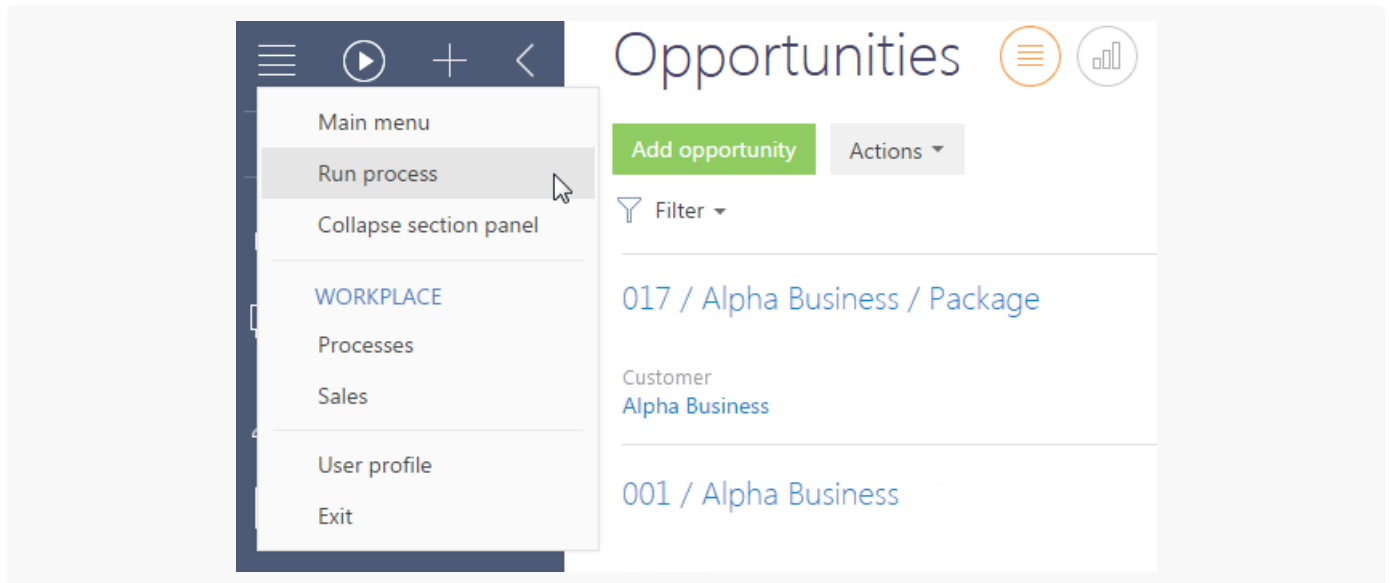 Opportunities
Main menu
Run process
Collapse section panel
WORKPLACE
Processes
Sales
User profile
Exit
Add opportunity
Actions
Filter
017 / Alpha Business / Package
Customer
Alpha Business
001 / Alpha Business